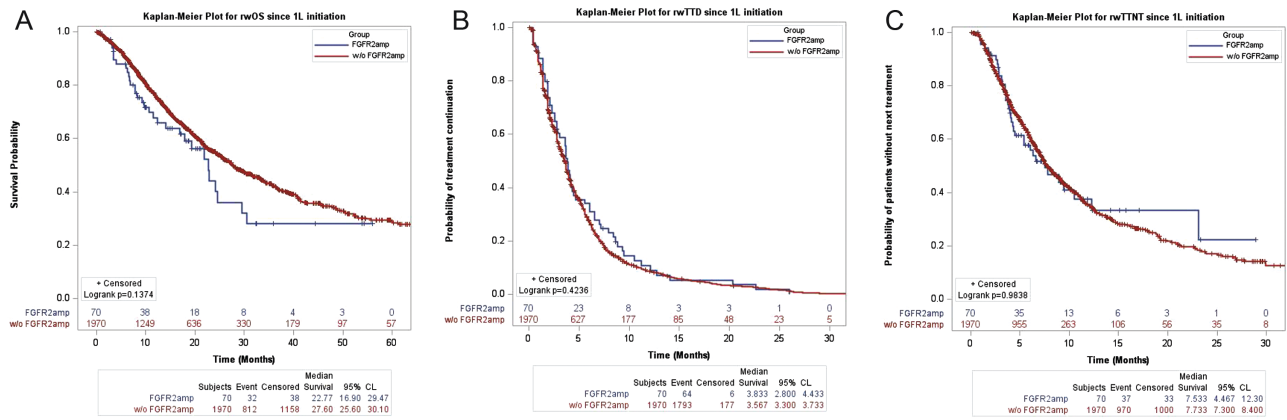 A
Kaplan-Meier Plot for rwOS since 1L initiation
Group
FGFR2amp
w/o FGFR2amp
Survival Probability
1.0
0.8
0.6
0.4
0.2
0.0
+ Censored
Logrank p=0.1374
FGFR2amp 70 38 18 8 4 3 0
w/o FGFR2amp 1970 1249 636 330 179 97 57
0 10 20 30 40 50 60
Time (Months)
Median
Subjects Event Censored Survival 95% CL
FGFR2amp 70 32 38 22.77 16.90 29.47
w/o FGFR2amp 1970 812 1158 27.60 25.60 30.10
B
Kaplan-Meier Plot for rwTTD since 1L initiation
Group
FGFR2amp
w/o FGFR2amp
Probability of treatment continuation
1.0
0.8
0.6
0.4
0.2
0.0
+ Censored
Logrank p=0.4236
FGFR2amp 70 23 8 3 3 1 0
w/o FGFR2amp 1970 627 177 85 48 23 5
0 5 10 15 20 25 30
Time (Months)
Median
Subjects Event Censored Survival 95% CL
FGFR2amp 70 64 6 3.833 2.800 4.433
w/o FGFR2amp 1970 1793 177 3.567 3.300 3.733
C
Kaplan-Meier Plot for rwTTNT since 1L initiation
Group
FGFR2amp
w/o FGFR2amp
Probability of patients without next treatment
1.0
0.8
0.6
0.4
0.2
0.0
+ Censored
Logrank p=0.9838
FGFR2amp 70 35 13 6 3 1 0
w/o FGFR2amp 1970 955 263 106 56 35 8
0 5 10 15 20 25 30
Time (Months)
Median
Subjects Event Censored Survival 95% CL
FGFR2amp 70 37 33 7.533 4.467 12.30
w/o FGFR2amp 1970 970 1000 7.733 7.300 8.400